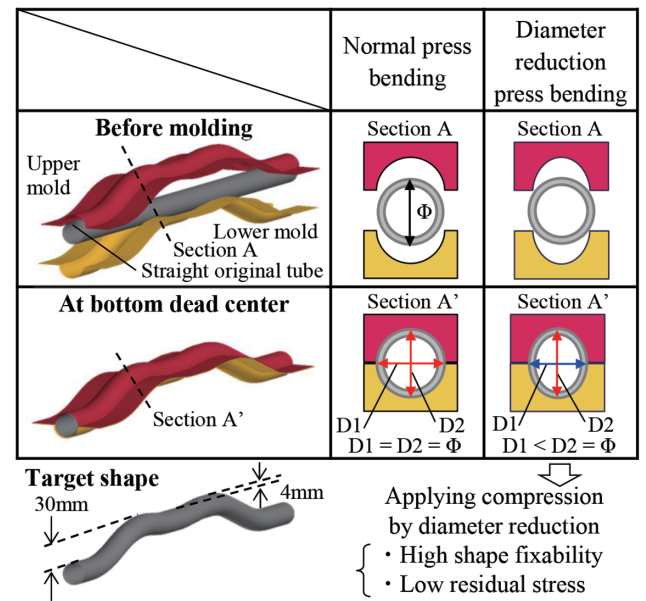 Normal press
bending
Diameter
reduction
press bending
Before molding
Upper
mold
Lower mold
Section A
Straight original tube
Section A
Φ
Section A
At bottom dead center
Section A’
Section A’
D1 D2
D1 = D2 = Φ
Section A’
D1 D2
D1 < D2 = Φ
Target shape
30mm
4mm
Applying compression
by diameter reduction
・High shape fixability
・Low residual stress